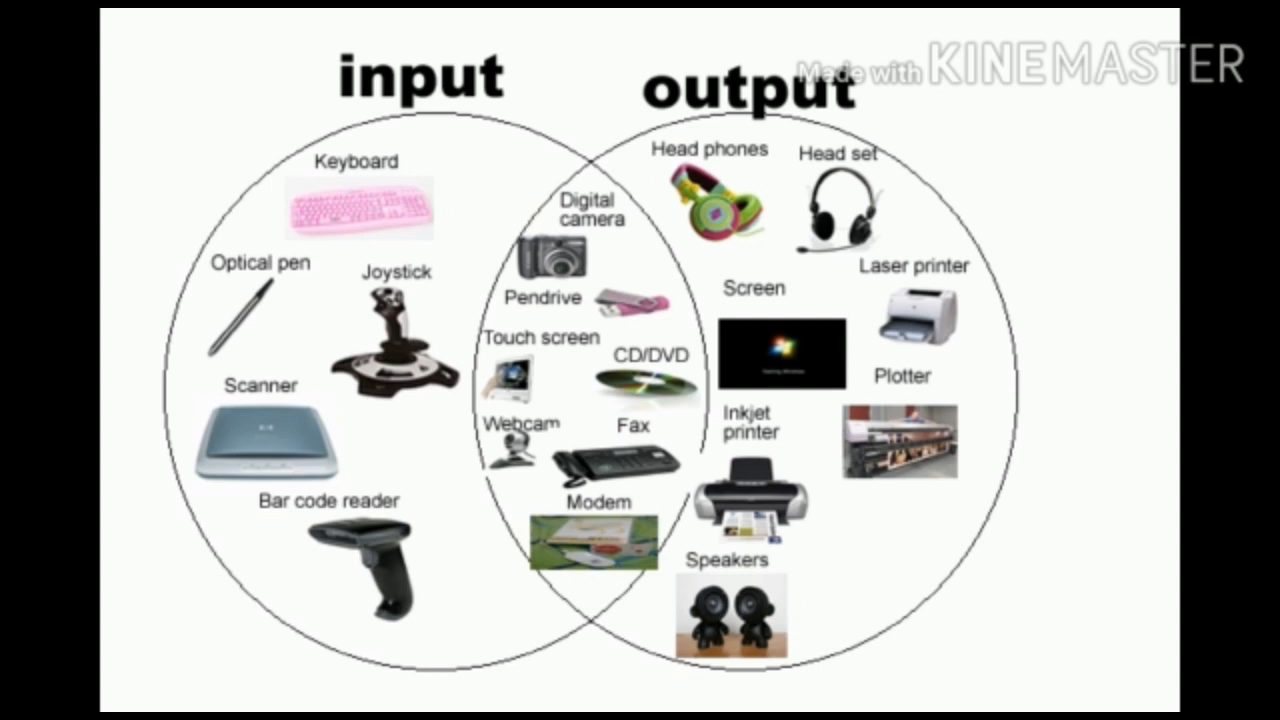 input
output
Made with KINEMASTER
Keyboard
Optical pen
Joystick
Scanner
Bar code reader
Digital
camera
Pendrive
Touch screen
CD/DVD
Webcam
Fax
Modem
Head phones
Head set
Laser printer
Screen
Plotter
Inkjet
printer
Speakers